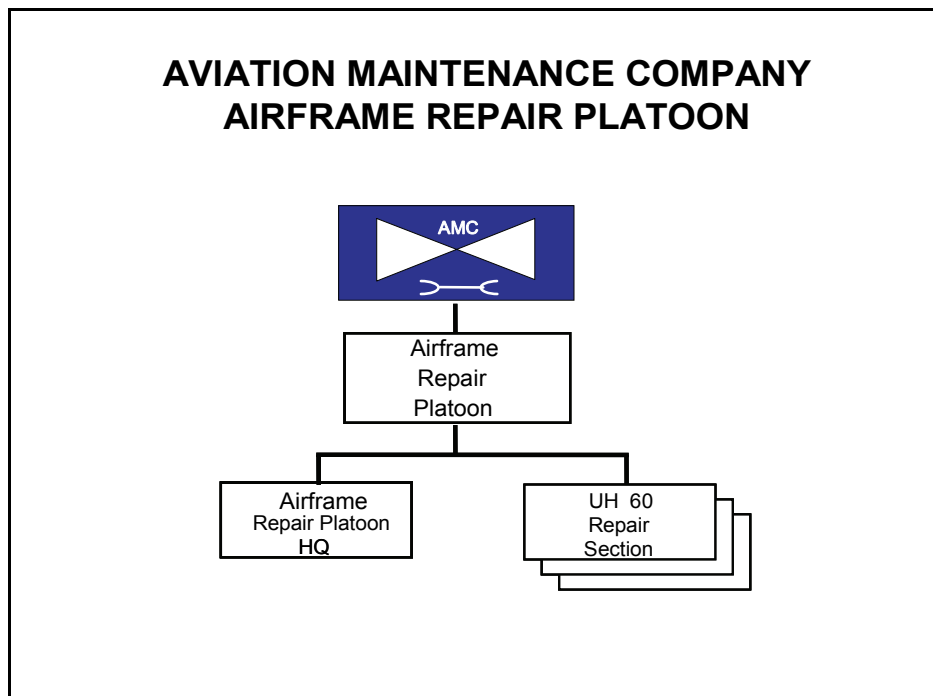 AVIATION MAINTENANCE COMPANY
AIRFRAME REPAIR PLATOON
AMC
Airframe
Repair
Platoon
Airframe
Repair Platoon
HQ
UH 60
Repair
Section